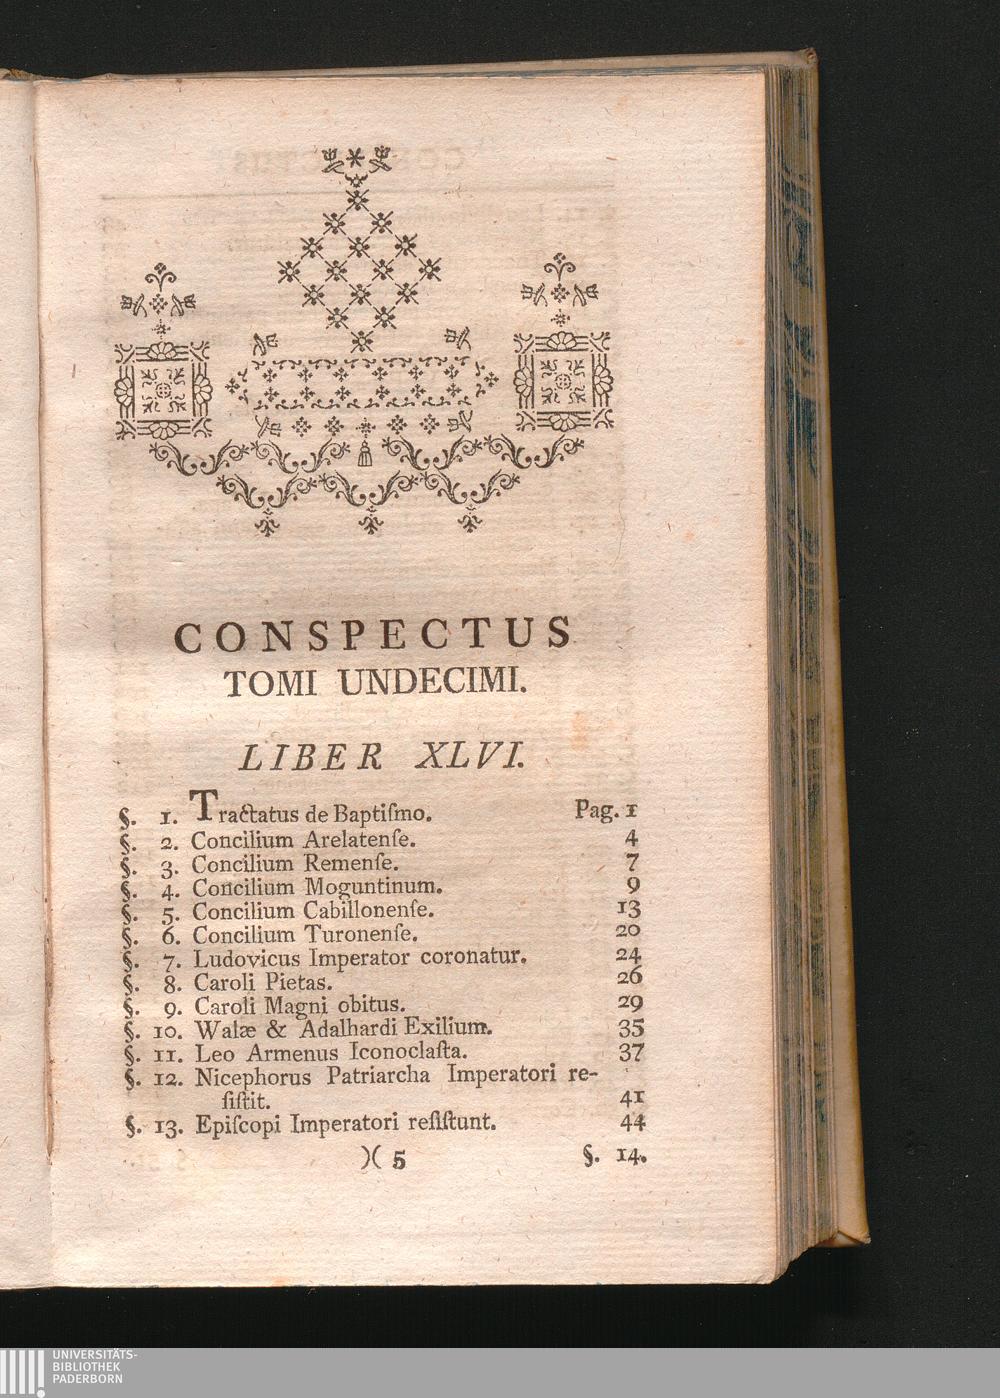 CONSPECTUS
TOMI UNDECIMI.
LIBER XLVI.
§. 1. Tractatus de Baptiſmo. Pag. 1
§. 2. Concilium Arelatenſe. 4
§. 3. Concilium Remenſe. 7
§. 4. Concilium Moguntinum. 9
§. 5. Concilium Cabillonenſe. 13
§. 6. Concilium Turonenſe. 20
§. 7. Ludovicus Imperator coronatur. 24
§. 8. Caroli Pietas. 26
§. 9. Caroli Magni obitus. 29
§. 10. Walæ & Adalhardi Exilium. 35
§. 11. Leo Armenus Iconoclaſta. 37
§. 12. Nicephorus Patriarcha Imperatori re-
ſiſtit. 41
§. 13. Epiſcopi Imperatori reſiſtunt. 44
)( 5 §. 14.
UNIVERSITÄTS-
BIBLIOTHEK
PADERBORN